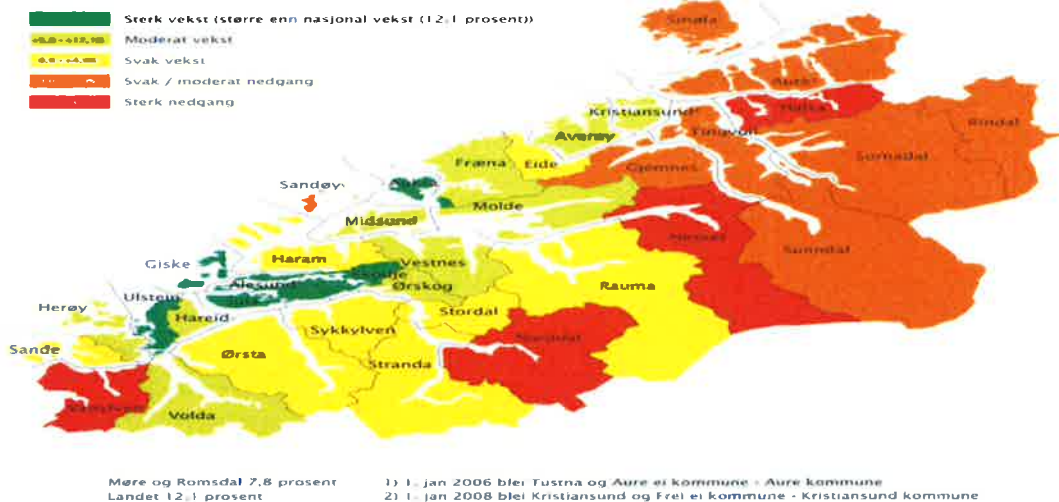 Sterk vekst (større enn nasjonal vekst (12,1 prosent))
Moderat vekst
Svak vekst
Svak / moderat nedgang
Sterk nedgang
Smøla
Aure
Halsa
Kristiansund
Rindal
Averøy
Tingvoll
Surnadal
Fræna
Eide
Gjemnes
Sandøy
Molde
Midsund
Nesset
Sunndal
Giske
Haram
Vestnes
Ålesund
Skodje
Ørskog
Rauma
Herøy
Ulstein
Hareid
Stordal
Sykkylven
Norddal
Sande
Ørsta
Stranda
Vanylven
Volda
Møre og Romsdal 7,8 prosent
Landet 12,1 prosent
1) 1. jan 2006 blei Tustna og Aure ei kommune - Aure kommune
2) 1. jan 2008 blei Kristiansund og Frei ei kommune - Kristiansund kommune